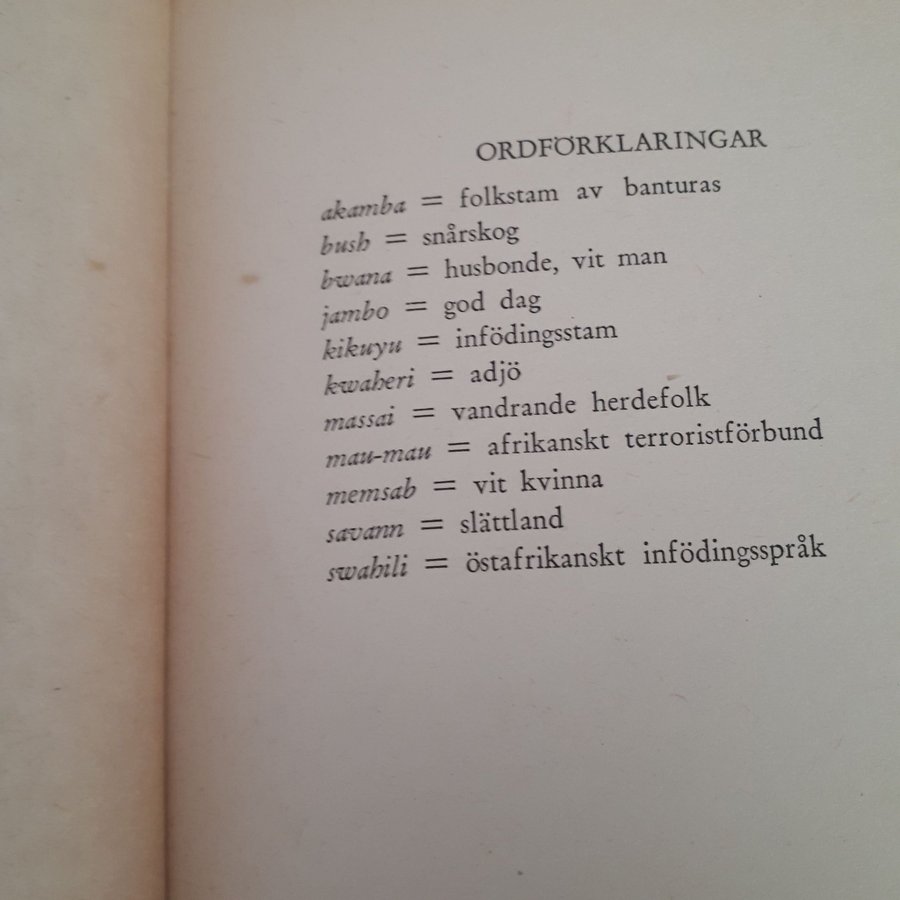 ORDFÖRKLARINGAR
akamba = folkstam av banturas
bush = snårskog
bwana = husbonde, vit man
jambo = god dag
kikuyu = infödingsstam
kwaheri = adjö
massai = vandrande herdefolk
mau-mau = afrikanskt terroristförbund
memsab = vit kvinna
savann = slättland
swahili = östafrikanskt infödingsspråk